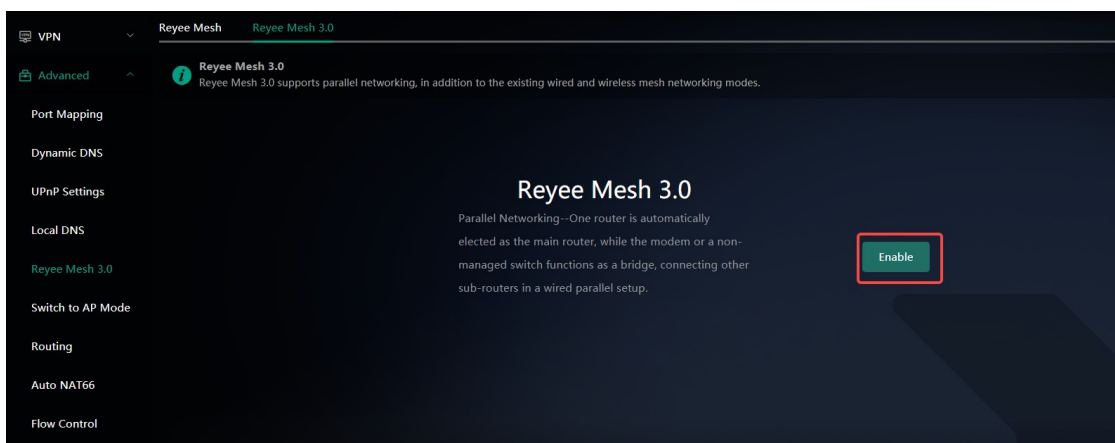 VPN
Advanced
Port Mapping
Dynamic DNS
UPnP Settings
Local DNS
Reyee Mesh 3.0
Switch to AP Mode
Routing
Auto NAT66
Flow Control
Reyee Mesh Reyee Mesh 3.0
Reyee Mesh 3.0
Reyee Mesh 3.0 supports parallel networking, in addition to the existing wired and wireless mesh networking modes.
Reyee Mesh 3.0
Parallel Networking--One router is automatically
elected as the main router, while the modem or a non-
managed switch functions as a bridge, connecting other
sub-routers in a wired parallel setup.
Enable